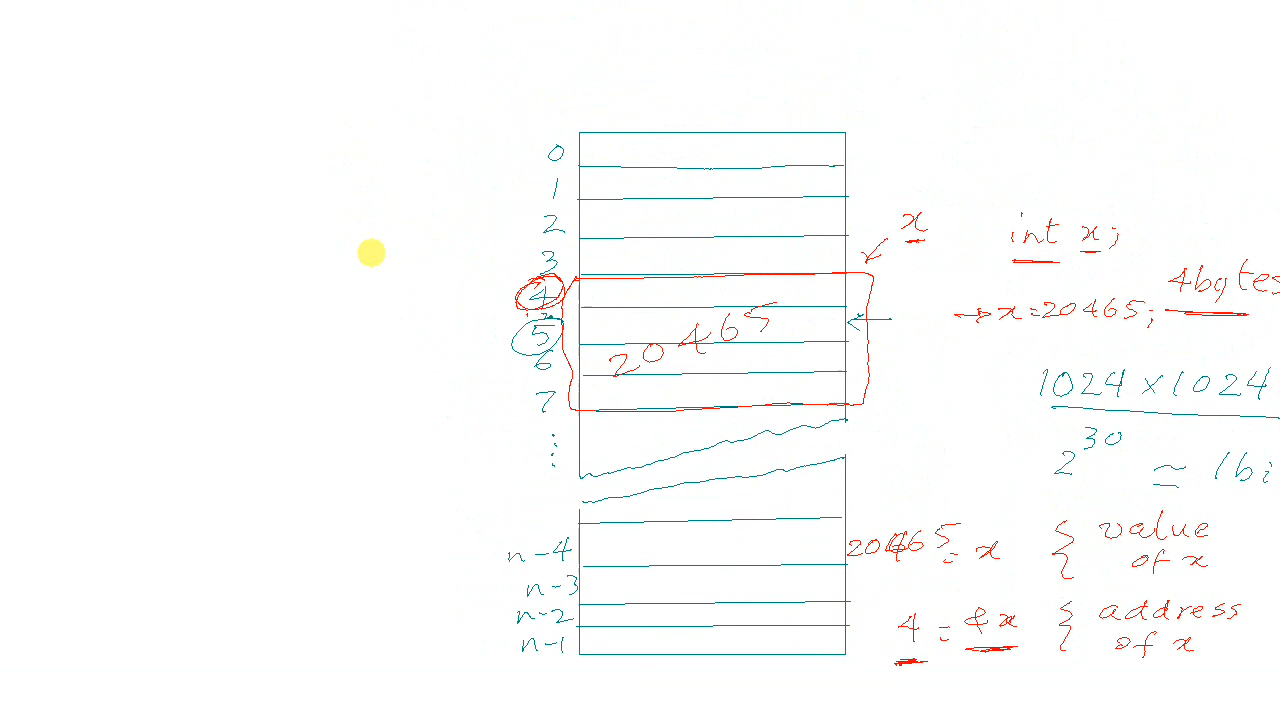 0
1
2
3
4
5
6
7
n-4
n-3
n-2
n-1
20465
x
int x;
→ x=20465;
4bytes
1024 x 1024
2^30 ≃ 1bi
20465 = x { value
of x
4 = &x { address
of x